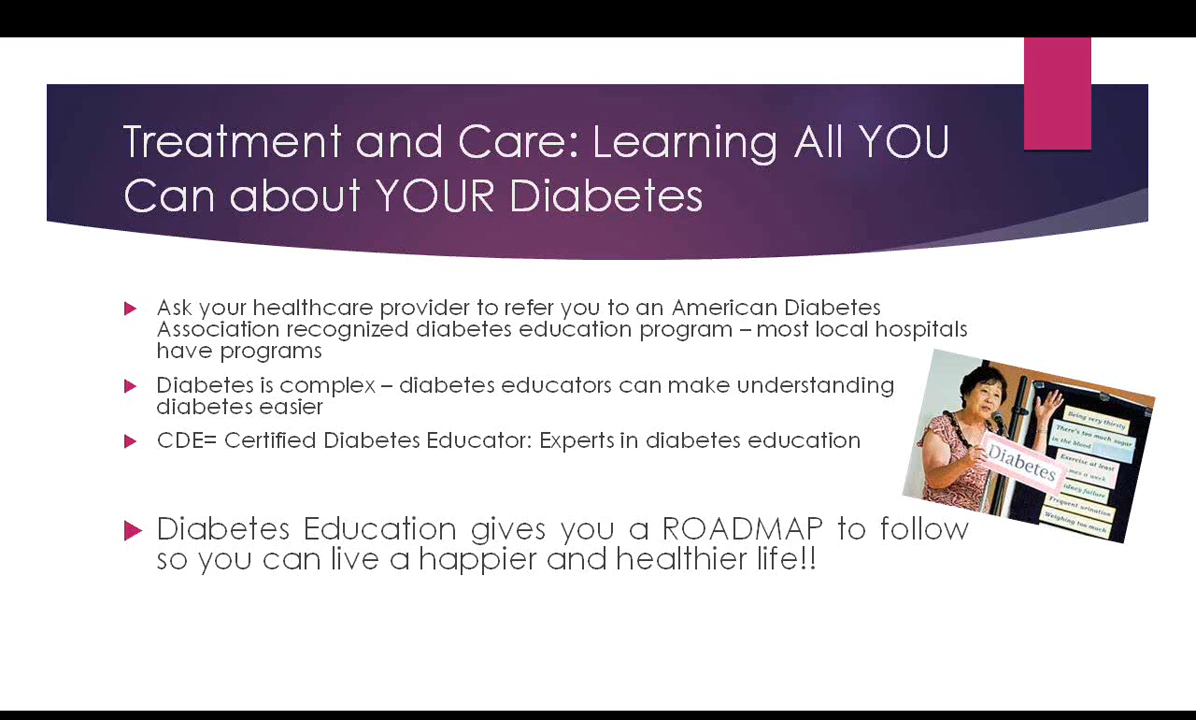 Treatment and Care: Learning All YOU
Can about YOUR Diabetes
Ask your healthcare provider to refer you to an American Diabetes
Association recognized diabetes education program – most local hospitals
have programs
Diabetes is complex – diabetes educators can make understanding
diabetes easier
CDE= Certified Diabetes Educator: Experts in diabetes education
Diabetes Education gives you a ROADMAP to follow
so you can live a happier and healthier life!!
Being very thirsty
There's too much sugar
in the blood
Exercise at least
a week
Diabetes
failure
Frequent urination
Weighing too much